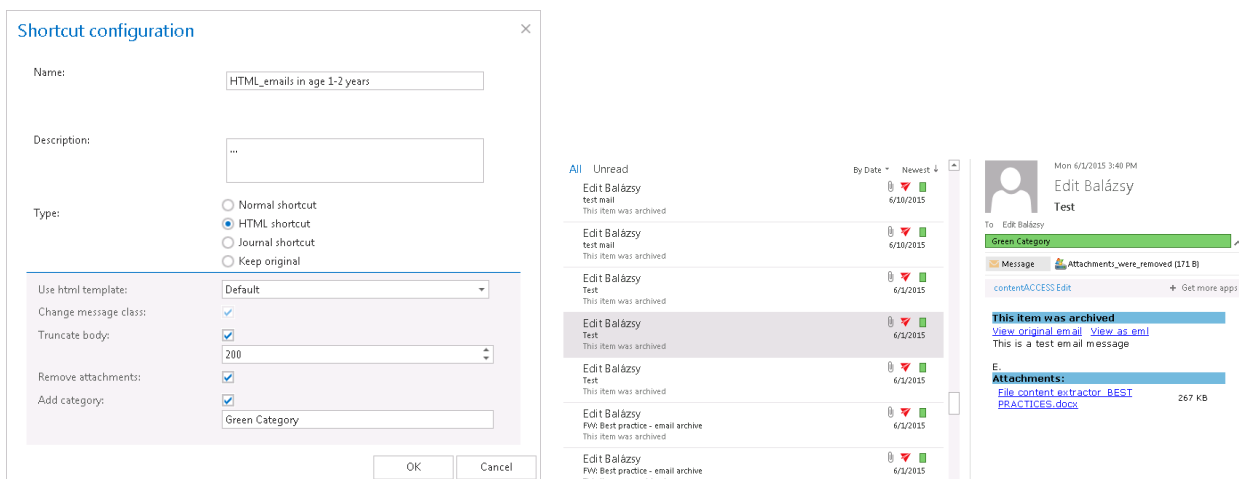 Shortcut configuration
Name:
HTML_emails in age 1-2 years
Description:
...
Type:
Normal shortcut
HTML shortcut
Journal shortcut
Keep original
Use html template:
Default
Change message class:
Truncate body:
200
Remove attachments:
Add category:
Green Category
OK Cancel
All Unread By Date Newest
Edit Balázsy
test mail 6/10/2015
This item was archived
Edit Balázsy
test mail 6/10/2015
This item was archived
Edit Balázsy
Test 6/1/2015
This item was archived
Edit Balázsy
Test 6/1/2015
This item was archived
Edit Balázsy
Test 6/1/2015
This item was archived
Edit Balázsy
FW: Best practice - email archive 6/1/2015
This item was archived
Edit Balázsy
FW: Best practice - email archive 6/1/2015
Mon 6/1/2015 3:40 PM
Edit Balázsy
Test
To Edit Balázsy
Green Category
Message Attachments_were_removed (171 B)
contentACCESS Edit + Get more apps
This item was archived
View original email View as eml
This is a test email message
E.
Attachments:
File content extractor_BEST
PRACTICES.docx 267 KB